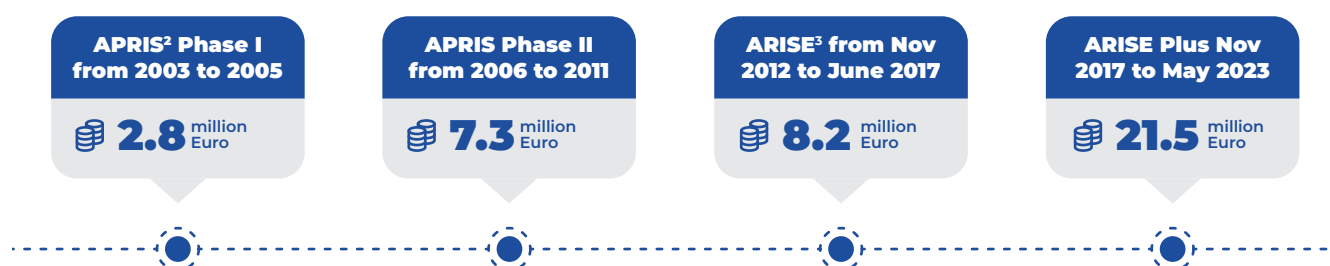 APRIS² Phase I
from 2003 to 2005
2.8 million
Euro
APRIS Phase II
from 2006 to 2011
7.3 million
Euro
ARISE³ from Nov
2012 to June 2017
8.2 million
Euro
ARISE Plus Nov
2017 to May 2023
21.5 million
Euro